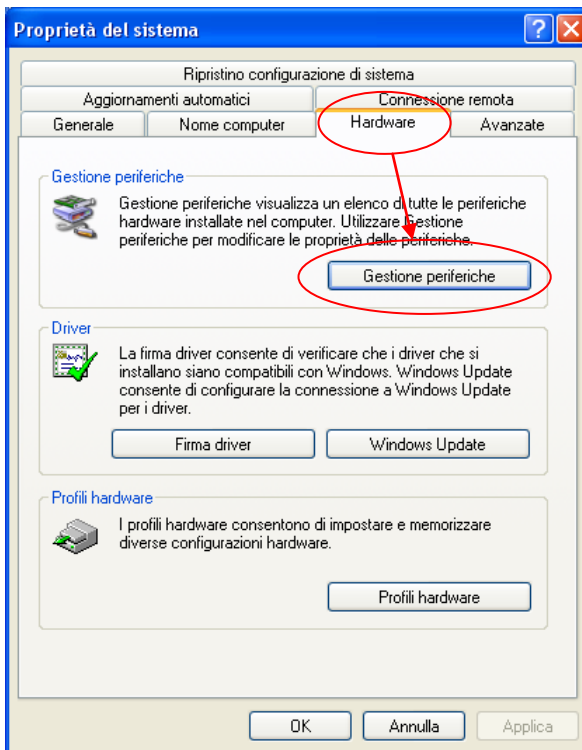 Proprietà del sistema
Ripristino configurazione di sistema
Aggiornamenti automatici
Connessione remota
Generale
Nome computer
Hardware
Avanzate
Gestione periferiche
Gestione periferiche visualizza un elenco di tutte le periferiche
hardware installate nel computer. Utilizzare Gestione
periferiche per modificare le proprietà delle periferiche.
Gestione periferiche
Driver
La firma driver consente di verificare che i driver che si
installano siano compatibili con Windows. Windows Update
consente di configurare la connessione a Windows Update
per i driver.
Firma driver
Windows Update
Profili hardware
I profili hardware consentono di impostare e memorizzare
diverse configurazioni hardware.
Profili hardware
OK
Annulla
Applica